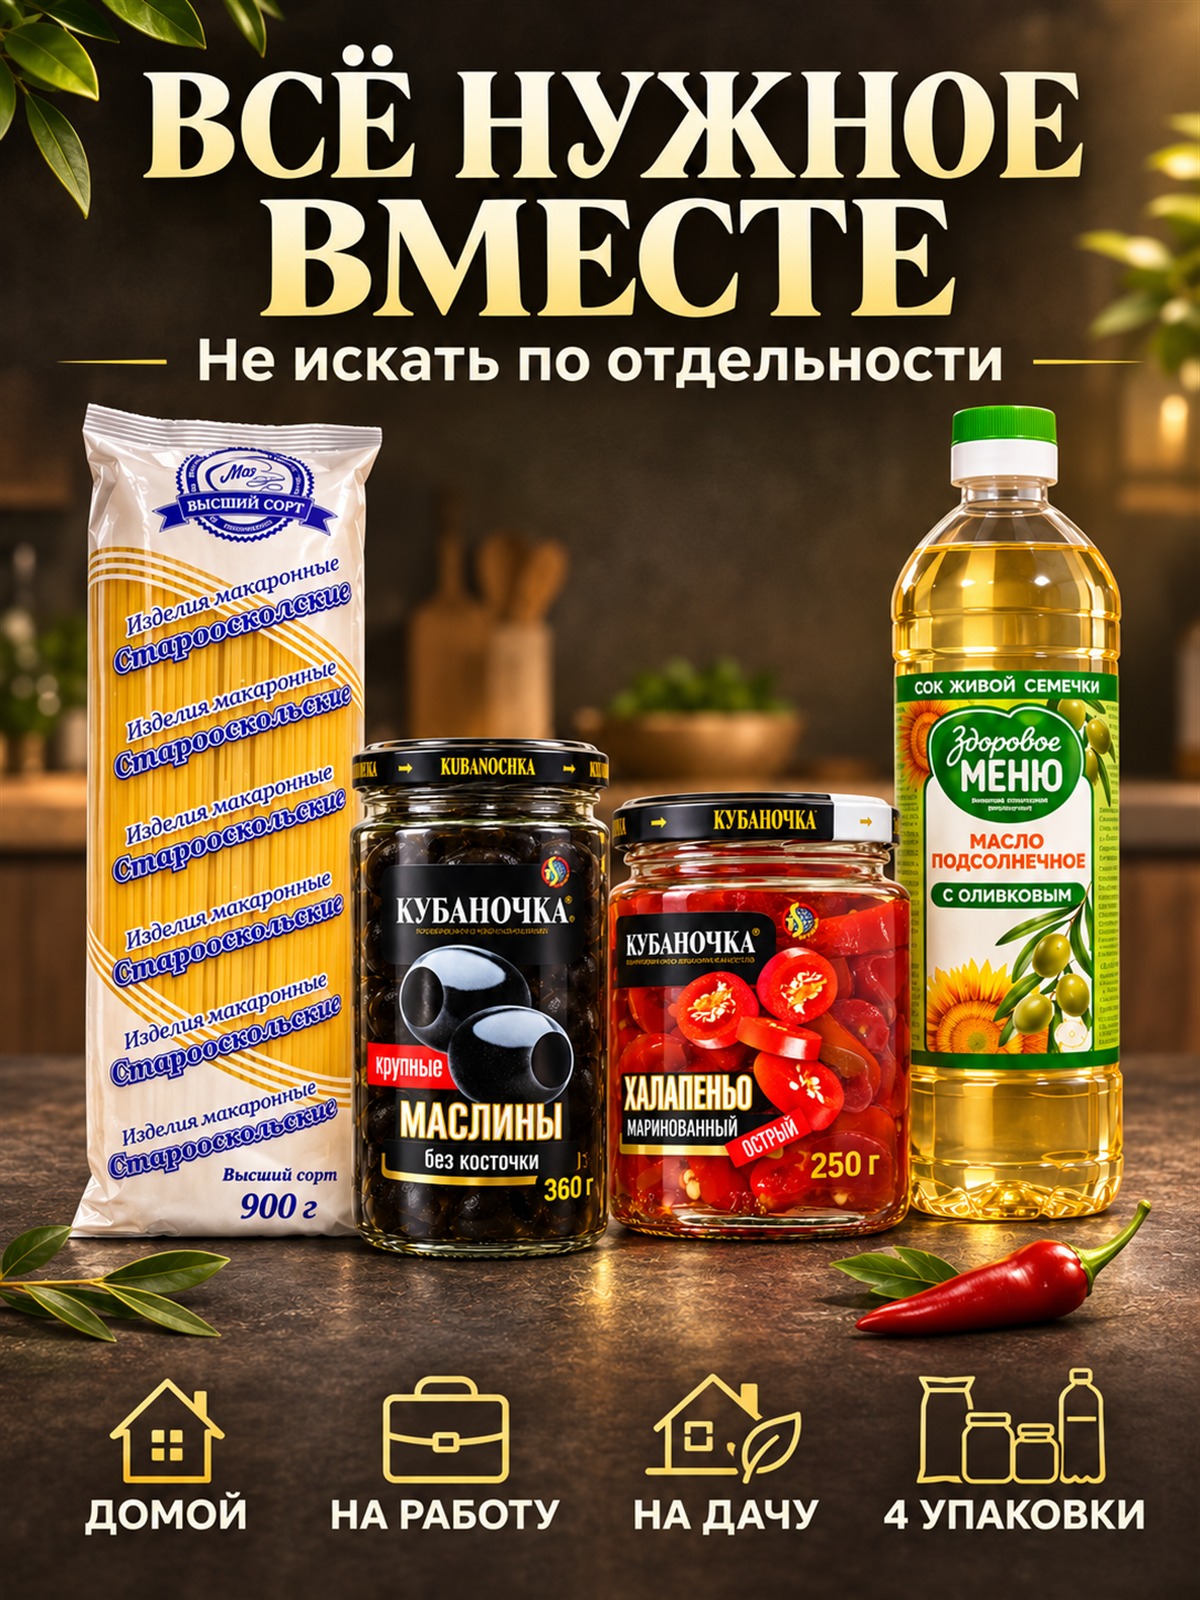 ВСЁ НУЖНОЕ
ВМЕСТЕ
Не искать по отдельности
Моя
ВЫСШИЙ СОРТ
Изделия макаронные
Староосколские
Изделия макаронные
Старооскольские
Изделия макаронные
Старооскольские
Изделия макаронные
Старооскольские
Изделия макаронные
Старооскольские
Изделия макаронные
Старооскольские
Высший сорт
900 г
KUBANOCHKA
КУБАНОЧКА
крупные
МАСЛИНЫ
без косточки
360 г
КУБАНОЧКА
КУБАНОЧКА
ХАЛАПЕНЬО
МАРИНОВАННЫЙ
ОСТРЫЙ
250 г
СОК ЖИВОЙ СЕМЕЧКИ
Здоровое
МЕНЮ
МАСЛО
ПОДСОЛНЕЧНОЕ
С ОЛИВКОВЫМ
ДОМОЙ
НА РАБОТУ
НА ДАЧУ
4 УПАКОВКИ